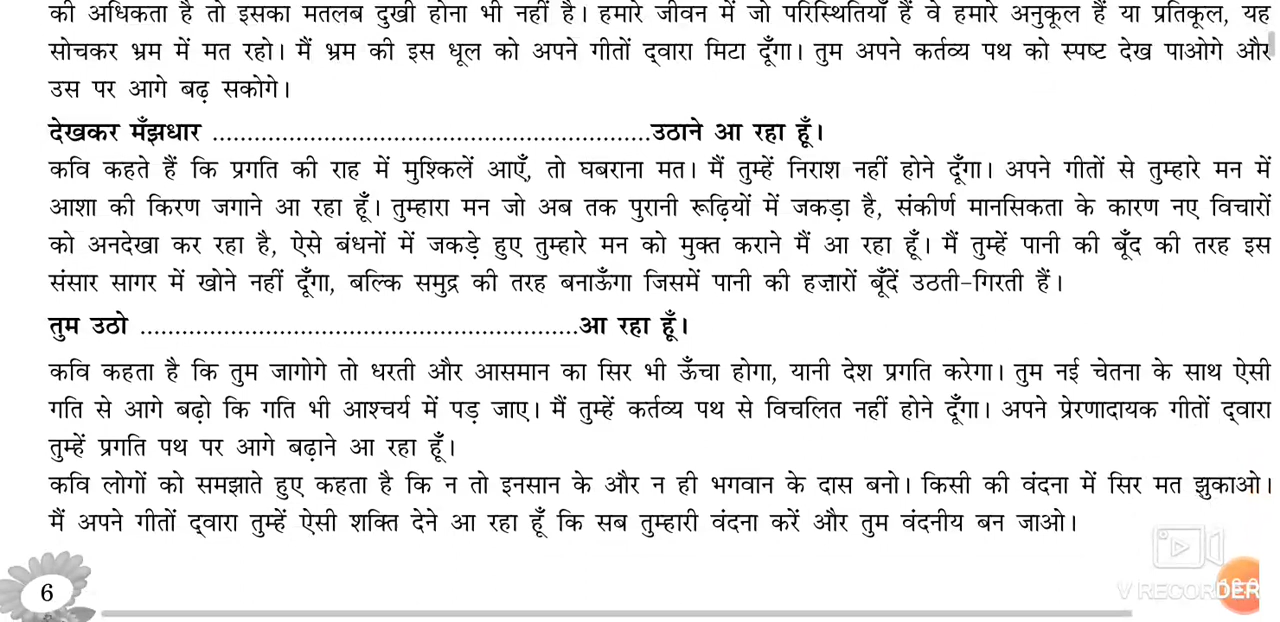 की अधिकता है तो इसका मतलब दुखी होना भी नहीं है। हमारे जीवन में जो परिस्थितियाँ हैं वे हमारे अनुकूल हैं या प्रतिकूल, यह
सोचकर भ्रम में मत रहो। मैं भ्रम की इस धूल को अपने गीतों द्वारा मिटा दूँगा। तुम अपने कर्तव्य पथ को स्पष्ट देख पाओगे और
उस पर आगे बढ़ सकोगे।
देखकर मँझधार ...............................................................उठाने आ रहा हूँ।
कवि कहते हैं कि प्रगति की राह में मुश्किलें आएँ, तो घबराना मत। मैं तुम्हें निराश नहीं होने दूँगा। अपने गीतों से तुम्हारे मन में
आशा की किरण जगाने आ रहा हूँ। तुम्हारा मन जो अब तक पुरानी रूढ़ियों में जकड़ा है, संकीर्ण मानसिकता के कारण नए विचारों
को अनदेखा कर रहा है, ऐसे बंधनों में जकड़े हुए तुम्हारे मन को मुक्त कराने मैं आ रहा हूँ। मैं तुम्हें पानी की बूँद की तरह इस
संसार सागर में खोने नहीं दूँगा, बल्कि समुद्र की तरह बनाऊँगा जिसमें पानी की हज़ारों बूँदें उठती-गिरती हैं।
तुम उठो ...............................................................आ रहा हूँ।
कवि कहता है कि तुम जागोगे तो धरती और आसमान का सिर भी ऊँचा होगा, यानी देश प्रगति करेगा। तुम नई चेतना के साथ ऐसी
गति से आगे बढ़ो कि गति भी आश्चर्य में पड़ जाए। मैं तुम्हें कर्तव्य पथ से विचलित नहीं होने दूँगा। अपने प्रेरणादायक गीतों द्वारा
तुम्हें प्रगति पथ पर आगे बढ़ाने आ रहा हूँ।
कवि लोगों को समझाते हुए कहता है कि न तो इनसान के और न ही भगवान के दास बनो। किसी की वंदना में सिर मत झुकाओ।
मैं अपने गीतों द्वारा तुम्हें ऐसी शक्ति देने आ रहा हूँ कि सब तुम्हारी वंदना करें और तुम वंदनीय बन जाओ।
6
V RECORDER